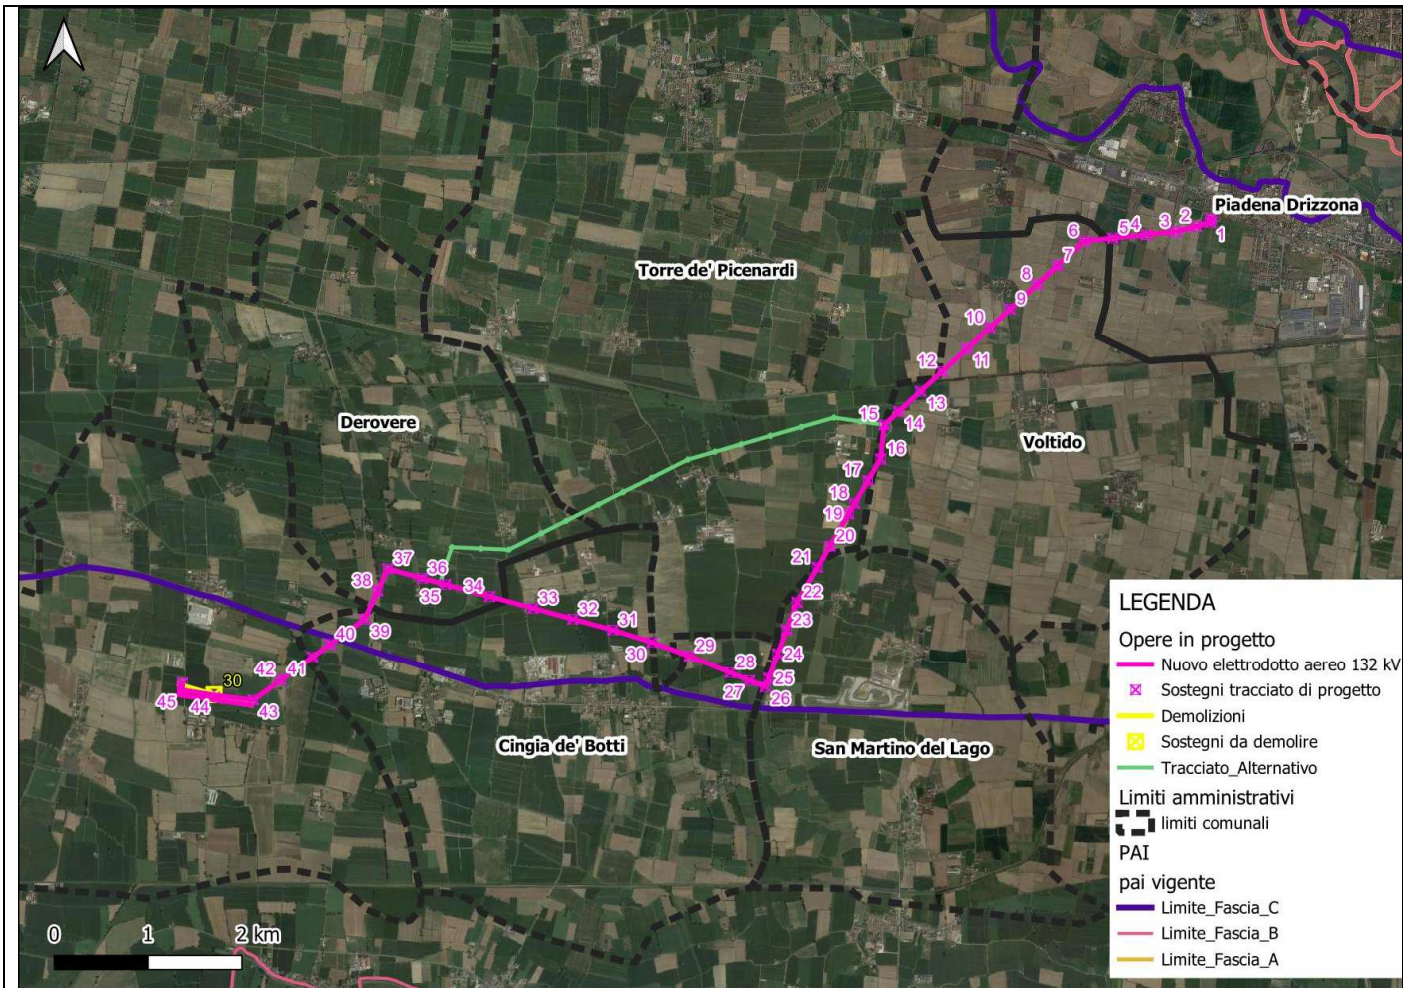 Piadena Drizzona
1
2
3
4
5
6
7
8
9
10
11
12
13
14
15
16
17
18
19
20
21
22
23
24
25
26
27
28
29
30
31
32
33
34
35
36
37
38
39
40
41
42
43
44
45
30
Torre de' Picenardi
Derovere
Voltido
Cingia de' Botti
San Martino del Lago
LEGENDA
Opere in progetto
Nuovo elettrodotto aereo 132 kV
Sostegni tracciato di progetto
Demolizioni
Sostegni da demolire
Tracciato_Alternativo
Limiti amministrativi
limiti comunali
PAI
pai vigente
Limite_Fascia_C
Limite_Fascia_B
Limite_Fascia_A
0 1 2 km